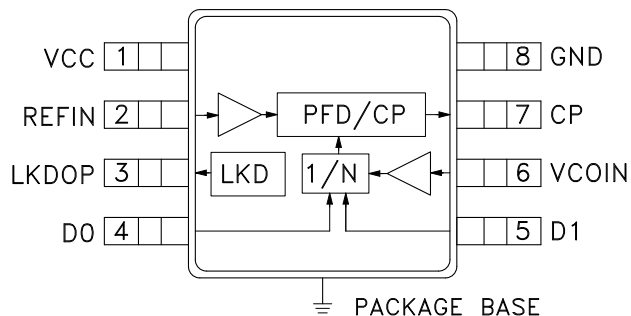 VCC 1 8 GND
REFIN 2 PFD/CP 7 CP
LKDOP 3 LKD 1/N 6 VCOIN
D0 4 5 D1
PACKAGE BASE